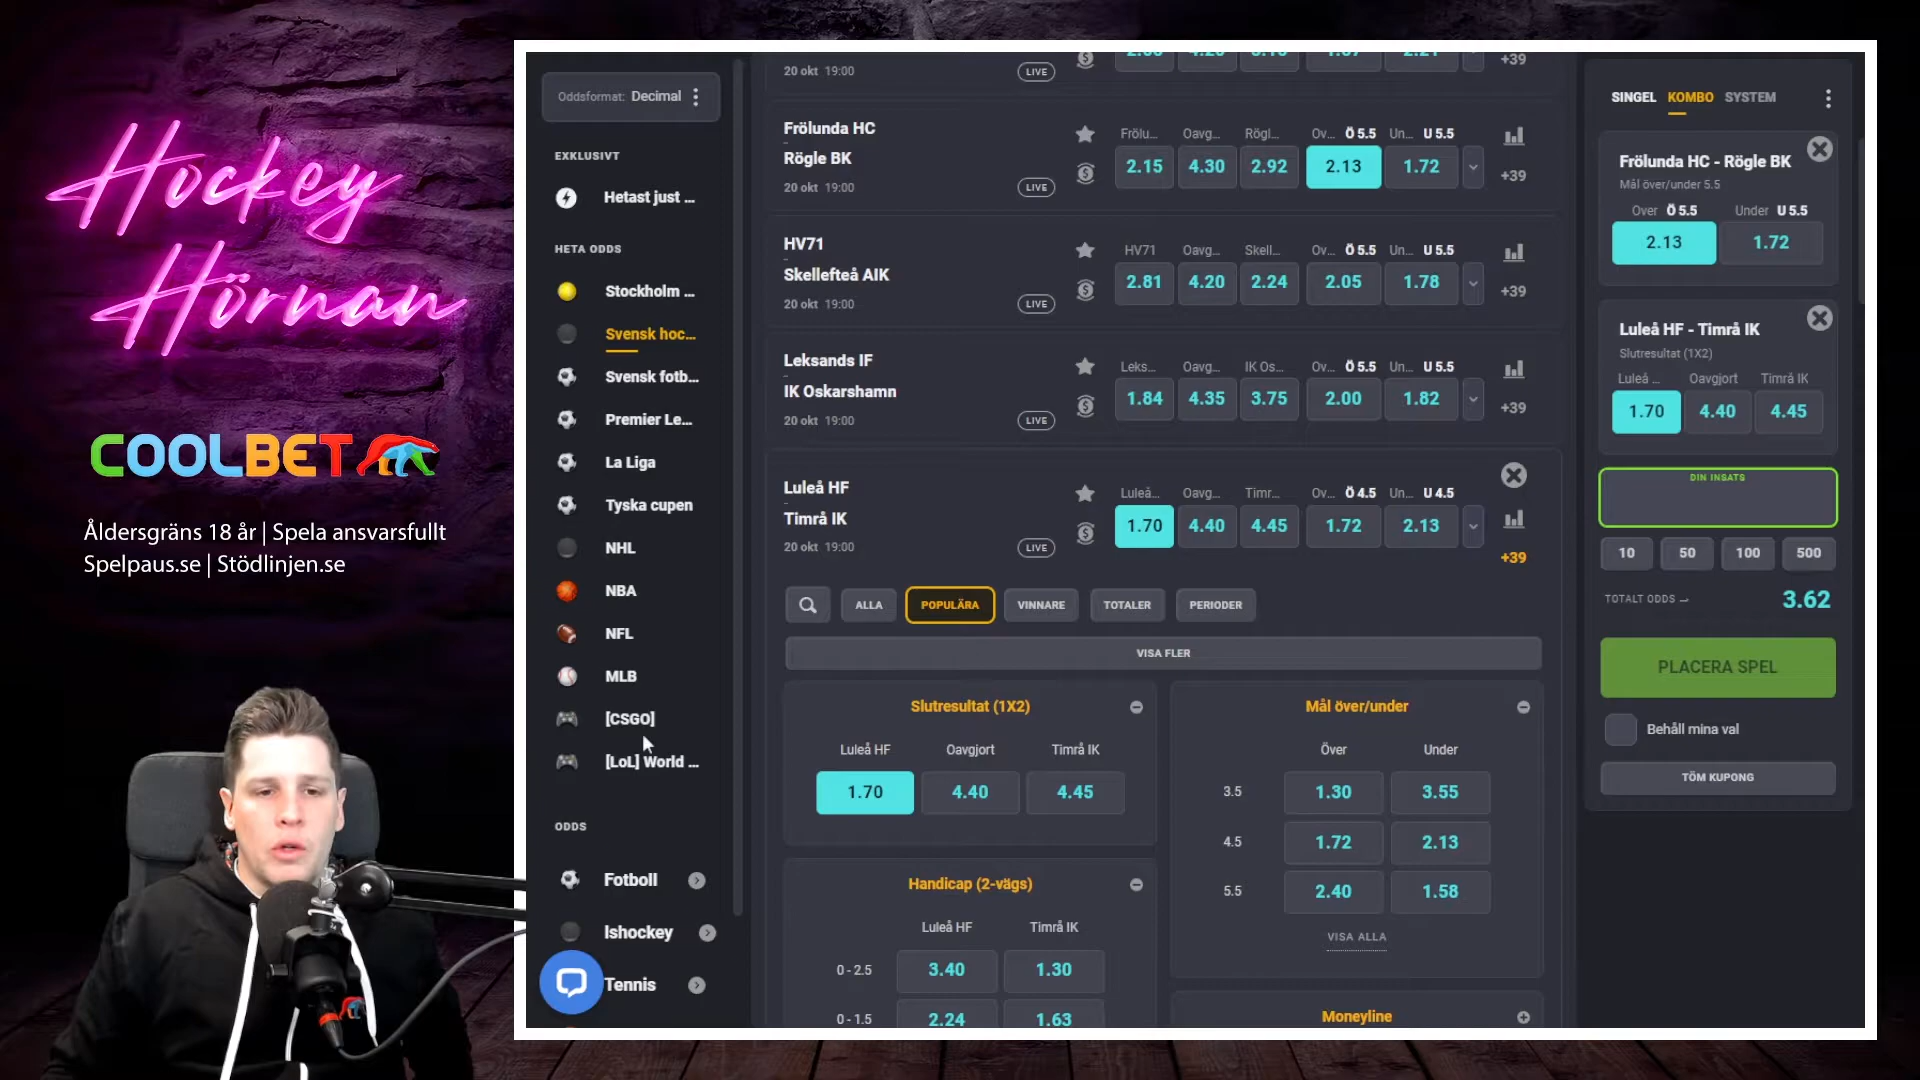 Hockey
Hörnan
COOLBET
Åldersgräns 18 år | Spela ansvarsfullt
Spelpaus.se | Stödlinjen.se
Oddsformat: Decimal
EXKLUSIVT
Hetast just ...
HETA ODDS
Stockholm ...
Svensk hoc...
Svensk fotb...
Premier Le...
La Liga
Tyska cupen
NHL
NBA
NFL
MLB
[CSGO]
[LoL] World ...
ODDS
Fotboll
Ishockey
Tennis
20 okt 19:00
LIVE
+39
Frölunda HC
-
Rögle BK
20 okt 19:00
LIVE
Frölu... Oavg... Rögl... Ov... Ö 5.5 Un... U 5.5
2.15 4.30 2.92 2.13 1.72
+39
HV71
-
Skellefteå AIK
20 okt 19:00
LIVE
HV71 Oavg... Skell... Ov... Ö 5.5 Un... U 5.5
2.81 4.20 2.24 2.05 1.78
+39
Leksands IF
-
IK Oskarshamn
20 okt 19:00
LIVE
Leks... Oavg... IK Os... Ov... Ö 5.5 Un... U 5.5
1.84 4.35 3.75 2.00 1.82
+39
Luleå HF
-
Timrå IK
20 okt 19:00
LIVE
Luleå... Oavg... Timr... Ov... Ö 4.5 Un... U 4.5
1.70 4.40 4.45 1.72 2.13
+39
ALLA POPULÄRA VINNARE TOTALER PERIODER
VISA FLER
Slutresultat (1X2)
Luleå HF Oavgjort Timrå IK
1.70 4.40 4.45
Handicap (2-vägs)
Luleå HF Timrå IK
0 - 2.5 3.40 1.30
0 - 1.5 2.24 1.63
Mål över/under
Över Under
3.5 1.30 3.55
4.5 1.72 2.13
5.5 2.40 1.58
VISA ALLA
Moneyline
SINGEL KOMBO SYSTEM
Frölunda HC - Rögle BK
Mål över/under 5.5
Over Ö 5.5 Under U 5.5
2.13 1.72
Luleå HF - Timrå IK
Slutresultat (1X2)
Luleå ... Oavgjort Timrå IK
1.70 4.40 4.45
DIN INSATS
10 50 100 500
TOTALT ODDS 3.62
PLACERA SPEL
Behåll mina val
TÖM KUPONG